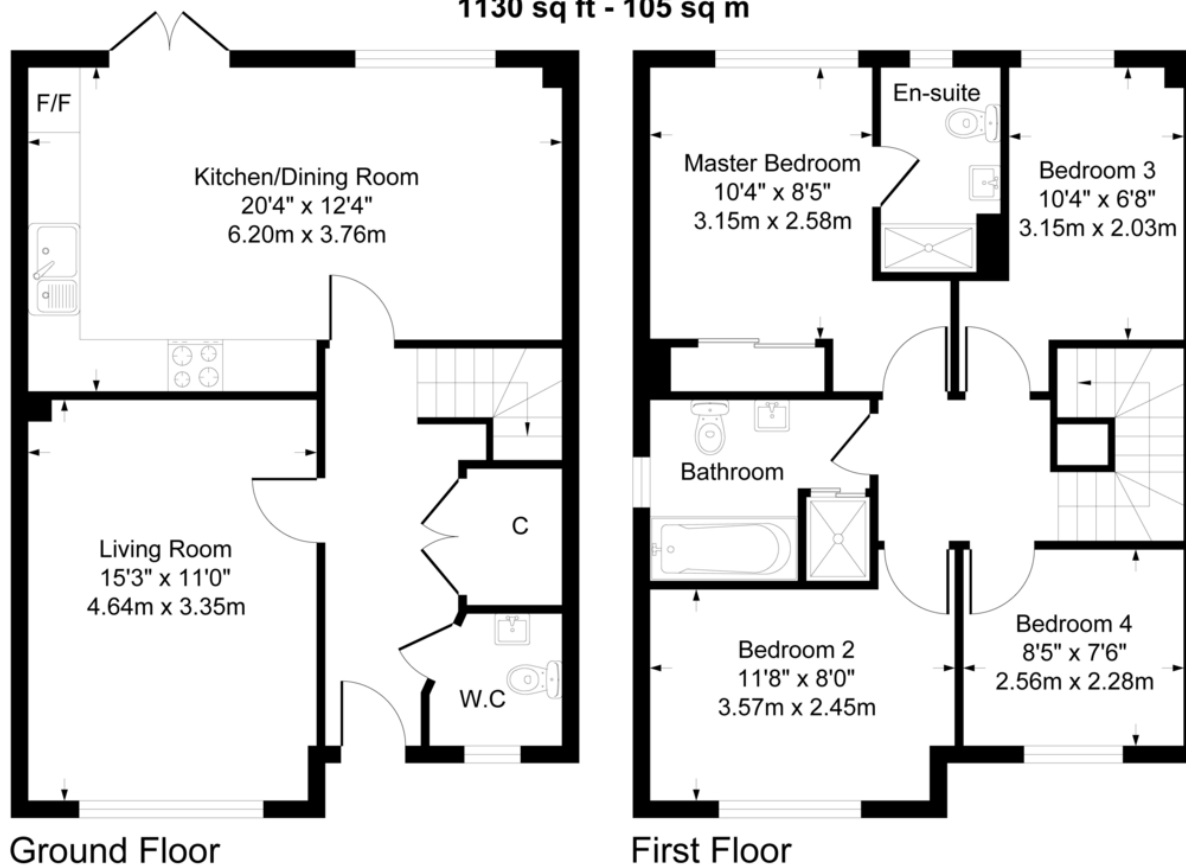 1130 sq ft - 105 sq m
F/F
Kitchen/Dining Room
20'4" x 12'4"
6.20m x 3.76m
Living Room
15'3" x 11'0"
4.64m x 3.35m
C
W.C
Ground Floor
En-suite
Master Bedroom
10'4" x 8'5"
3.15m x 2.58m
Bedroom 3
10'4" x 6'8"
3.15m x 2.03m
Bathroom
Bedroom 2
11'8" x 8'0"
3.57m x 2.45m
Bedroom 4
8'5" x 7'6"
2.56m x 2.28m
First Floor